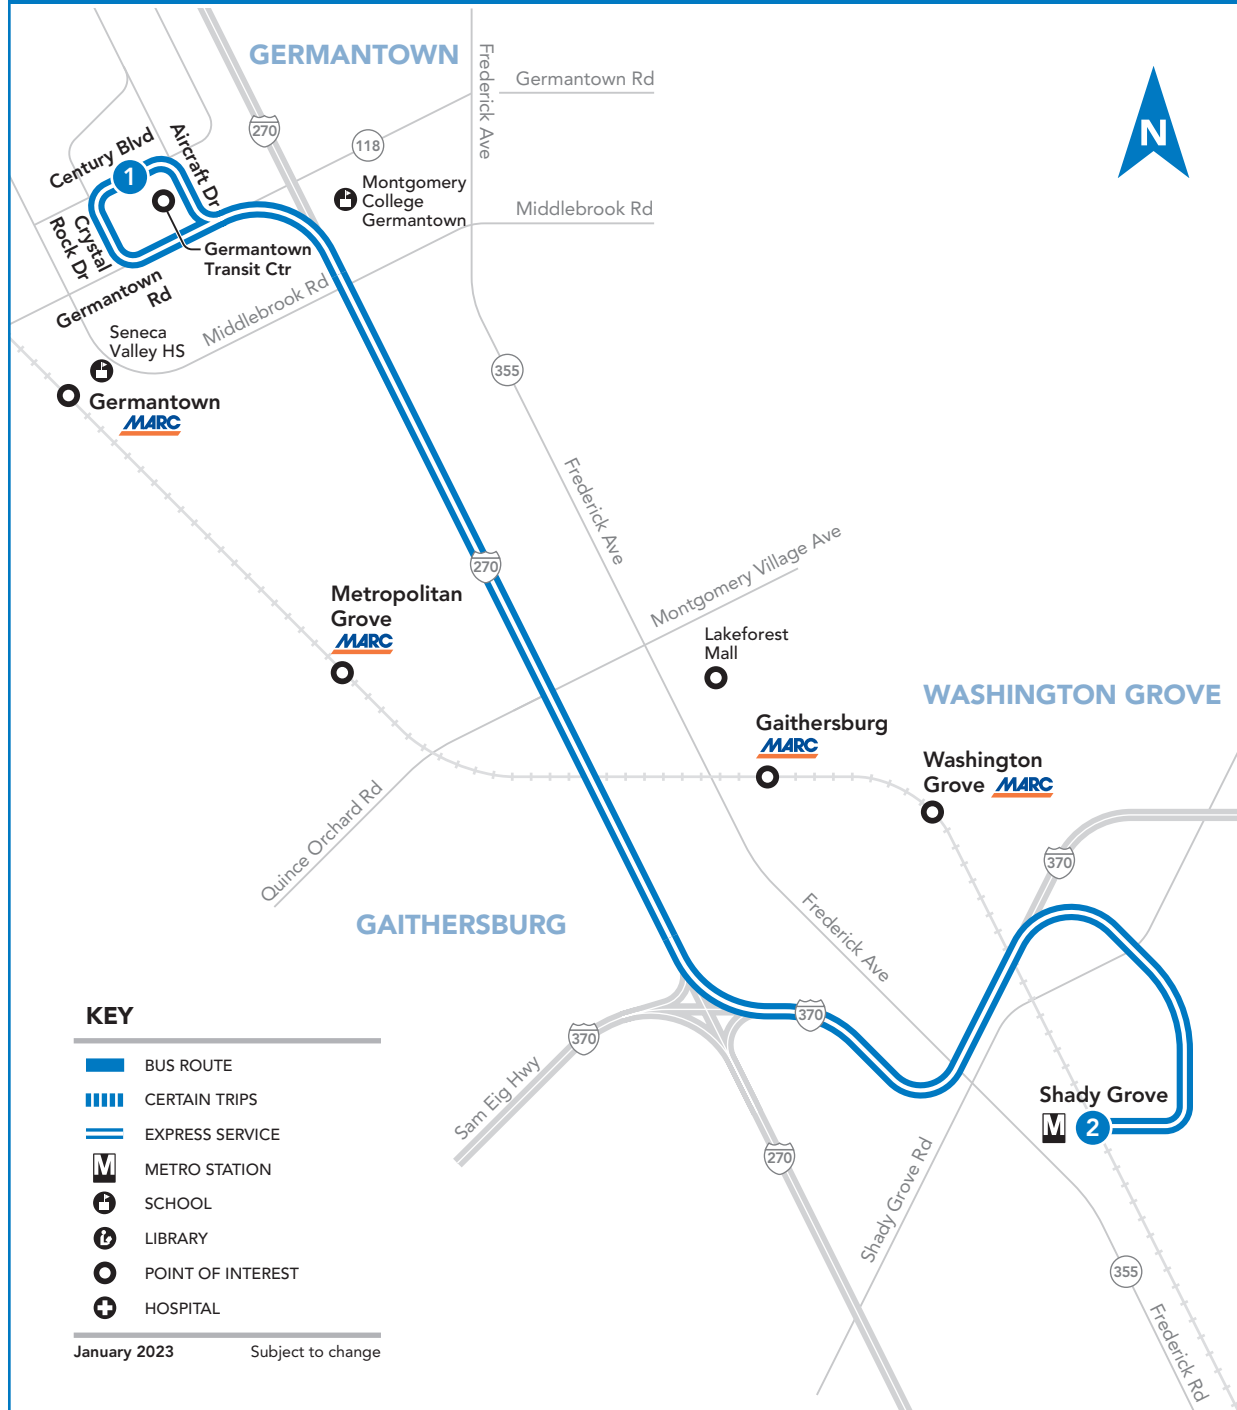 GERMANTOWN
Frederick Ave
Germantown Rd
270
118
N
Century Blvd
Aircraft Dr
1
Montgomery
College
Germantown
Middlebrook Rd
Crystal
Rock Dr
Germantown
Transit Ctr
Germantown
Rd
Middlebrook Rd
Seneca
Valley HS
355
Germantown
MARC
Frederick Ave
270
Montgomery Village Ave
Metropolitan
Grove
MARC
Lakeforest
Mall
WASHINGTON GROVE
Gaithersburg
MARC
Washington
Grove MARC
Quince Orchard Rd
370
GAITHERSBURG
Frederick Ave
370
370
Sam Eig Hwy
Shady Grove
M
2
270
Shady Grove Rd
355
Frederick Rd
KEY
BUS ROUTE
CERTAIN TRIPS
EXPRESS SERVICE
M METRO STATION
SCHOOL
LIBRARY
POINT OF INTEREST
HOSPITAL
January 2023 Subject to change